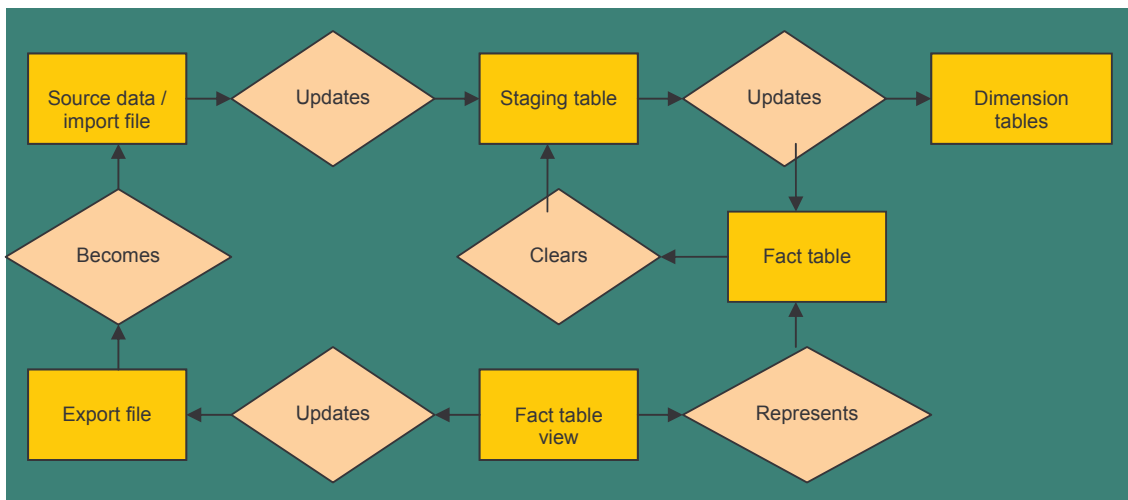 Source data /
import file
Updates
Staging table
Updates
Dimension
tables
Becomes
Clears
Fact table
Export file
Updates
Fact table
view
Represents